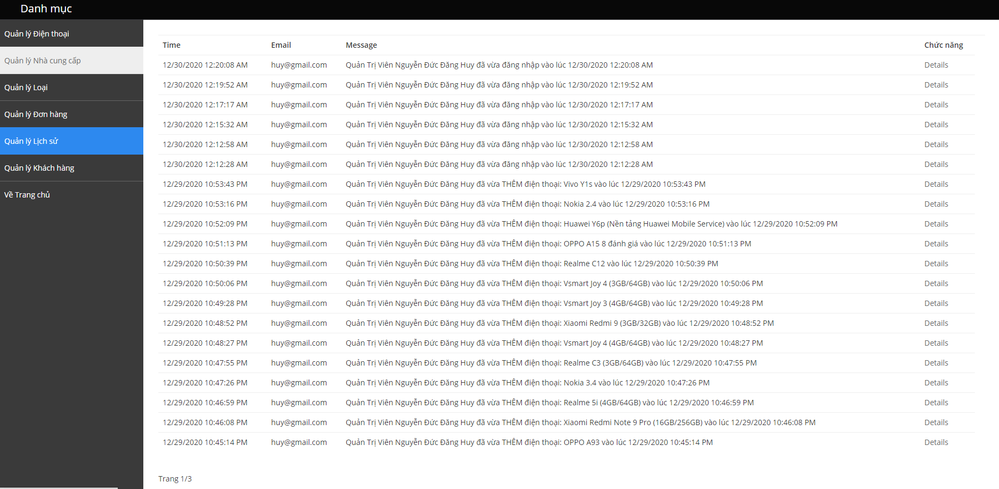 Danh mục
Quản lý Điện thoại
Quản lý Nhà cung cấp
Quản lý Loại
Quản lý Đơn hàng
Quản lý Lịch sử
Quản lý Khách hàng
Về Trang chủ
Time Email Message Chức năng
12/30/2020 12:20:08 AM huy@gmail.com Quản Trị Viên Nguyễn Đức Đăng Huy đã vừa đăng nhập vào lúc 12/30/2020 12:20:08 AM Details
12/30/2020 12:19:52 AM huy@gmail.com Quản Trị Viên Nguyễn Đức Đăng Huy đã vừa đăng nhập vào lúc 12/30/2020 12:19:52 AM Details
12/30/2020 12:17:17 AM huy@gmail.com Quản Trị Viên Nguyễn Đức Đăng Huy đã vừa đăng nhập vào lúc 12/30/2020 12:17:17 AM Details
12/30/2020 12:15:32 AM huy@gmail.com Quản Trị Viên Nguyễn Đức Đăng Huy đã vừa đăng nhập vào lúc 12/30/2020 12:15:32 AM Details
12/30/2020 12:12:58 AM huy@gmail.com Quản Trị Viên Nguyễn Đức Đăng Huy đã vừa đăng nhập vào lúc 12/30/2020 12:12:58 AM Details
12/30/2020 12:12:28 AM huy@gmail.com Quản Trị Viên Nguyễn Đức Đăng Huy đã vừa đăng nhập vào lúc 12/30/2020 12:12:28 AM Details
12/29/2020 10:53:43 PM huy@gmail.com Quản Trị Viên Nguyễn Đức Đăng Huy đã vừa THÊM điện thoại: Vivo Y1s vào lúc 12/29/2020 10:53:43 PM Details
12/29/2020 10:53:16 PM huy@gmail.com Quản Trị Viên Nguyễn Đức Đăng Huy đã vừa THÊM điện thoại: Nokia 2.4 vào lúc 12/29/2020 10:53:16 PM Details
12/29/2020 10:52:09 PM huy@gmail.com Quản Trị Viên Nguyễn Đức Đăng Huy đã vừa THÊM điện thoại: Huawei Y6p (Nền tảng Huawei Mobile Service) vào lúc 12/29/2020 10:52:09 PM Details
12/29/2020 10:51:13 PM huy@gmail.com Quản Trị Viên Nguyễn Đức Đăng Huy đã vừa THÊM điện thoại: OPPO A15 8 đánh giá vào lúc 12/29/2020 10:51:13 PM Details
12/29/2020 10:50:39 PM huy@gmail.com Quản Trị Viên Nguyễn Đức Đăng Huy đã vừa THÊM điện thoại: Realme C12 vào lúc 12/29/2020 10:50:39 PM Details
12/29/2020 10:50:06 PM huy@gmail.com Quản Trị Viên Nguyễn Đức Đăng Huy đã vừa THÊM điện thoại: Vsmart Joy 4 (3GB/64GB) vào lúc 12/29/2020 10:50:06 PM Details
12/29/2020 10:49:28 PM huy@gmail.com Quản Trị Viên Nguyễn Đức Đăng Huy đã vừa THÊM điện thoại: Vsmart Joy 3 (4GB/64GB) vào lúc 12/29/2020 10:49:28 PM Details
12/29/2020 10:48:52 PM huy@gmail.com Quản Trị Viên Nguyễn Đức Đăng Huy đã vừa THÊM điện thoại: Xiaomi Redmi 9 (3GB/32GB) vào lúc 12/29/2020 10:48:52 PM Details
12/29/2020 10:48:27 PM huy@gmail.com Quản Trị Viên Nguyễn Đức Đăng Huy đã vừa THÊM điện thoại: Vsmart Joy 4 (4GB/64GB) vào lúc 12/29/2020 10:48:27 PM Details
12/29/2020 10:47:55 PM huy@gmail.com Quản Trị Viên Nguyễn Đức Đăng Huy đã vừa THÊM điện thoại: Realme C3 (3GB/64GB) vào lúc 12/29/2020 10:47:55 PM Details
12/29/2020 10:47:26 PM huy@gmail.com Quản Trị Viên Nguyễn Đức Đăng Huy đã vừa THÊM điện thoại: Nokia 3.4 vào lúc 12/29/2020 10:47:26 PM Details
12/29/2020 10:46:59 PM huy@gmail.com Quản Trị Viên Nguyễn Đức Đăng Huy đã vừa THÊM điện thoại: Realme 5i (4GB/64GB) vào lúc 12/29/2020 10:46:59 PM Details
12/29/2020 10:46:08 PM huy@gmail.com Quản Trị Viên Nguyễn Đức Đăng Huy đã vừa THÊM điện thoại: Xiaomi Redmi Note 9 Pro (16GB/256GB) vào lúc 12/29/2020 10:46:08 PM Details
12/29/2020 10:45:14 PM huy@gmail.com Quản Trị Viên Nguyễn Đức Đăng Huy đã vừa THÊM điện thoại: OPPO A93 vào lúc 12/29/2020 10:45:14 PM Details
Trang 1/3